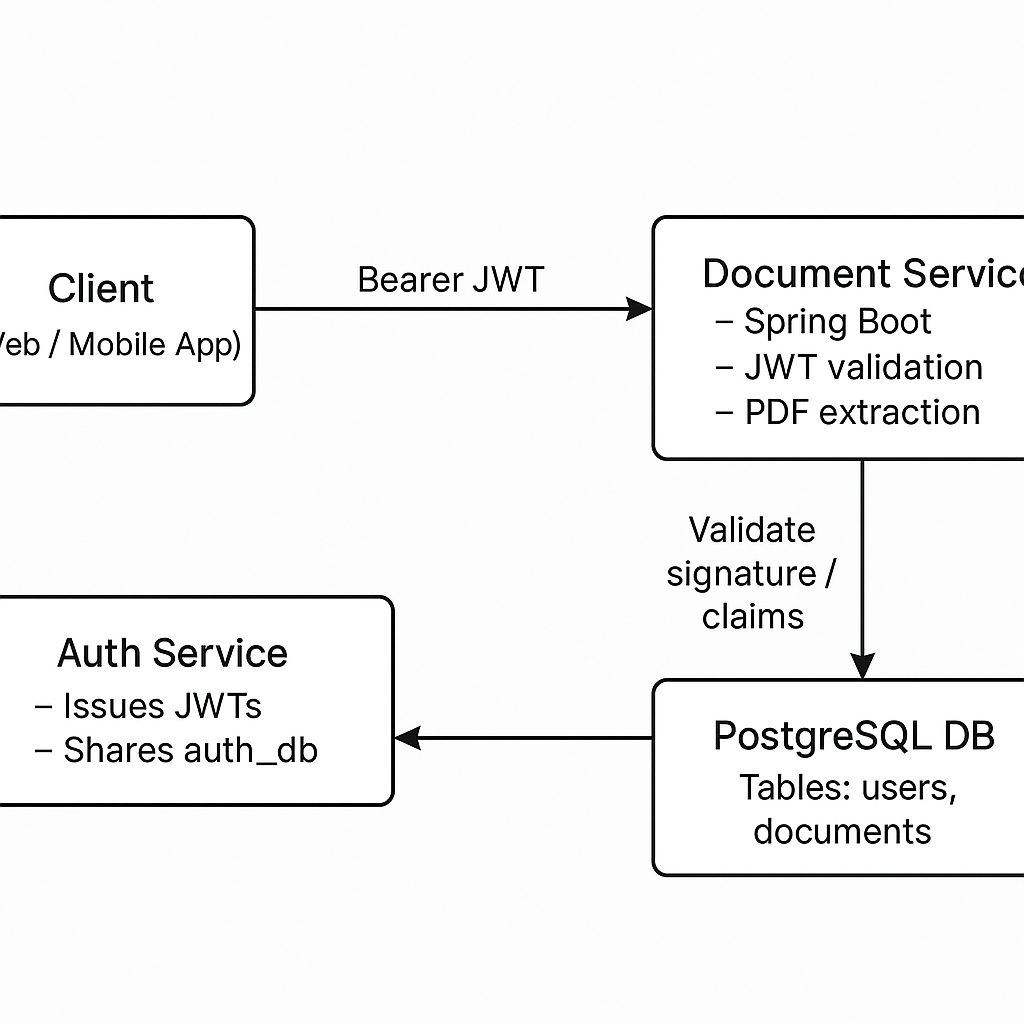 Client
eb / Mobile App)
Bearer JWT
Document Servic
– Spring Boot
– JWT validation
– PDF extraction
Validate
signature /
claims
Auth Service
– Issues JWTs
– Shares auth_db
PostgreSQL DB
Tables: users,
documents